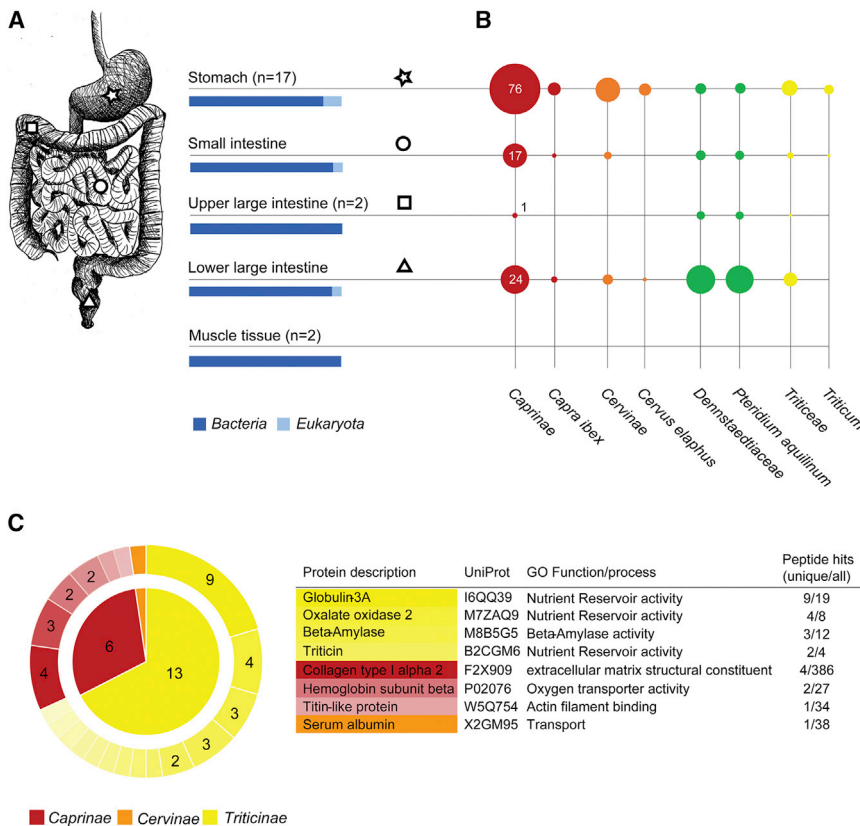 A
B
Stomach (n=17)
Small intestine
Upper large intestine (n=2)
Lower large intestine
Muscle tissue (n=2)
Bacteria Eukaryota
76
17
1
24
Caprinae
Capra ibex
Cervinae
Cervus elaphus
Dennstaedtiaceae
Pteridium aquilinum
Triticeae
Triticum
C
9
4
3
3
2
4
3
2
2
6
13
Caprinae Cervinae Triticinae
Peptide hits
Protein description UniProt GO Function/process (unique/all)
Globulin-3A I6QQ39 Nutrient Reservoir activity 9/19
Oxalate oxidase 2 M7ZAQ9 Nutrient Reservoir activity 4/8
Beta-Amylase M8B5G5 Beta-Amylase activity 3/12
Triticin B2CGM6 Nutrient Reservoir activity 2/4
Collagen type I alpha 2 F2X909 extracellular matrix structural constituent 4/386
Hemoglobin subunit beta P02076 Oxygen transporter activity 2/27
Titin-like protein W5Q754 Actin filament binding 1/34
Serum albumin X2GM95 Transport 1/38